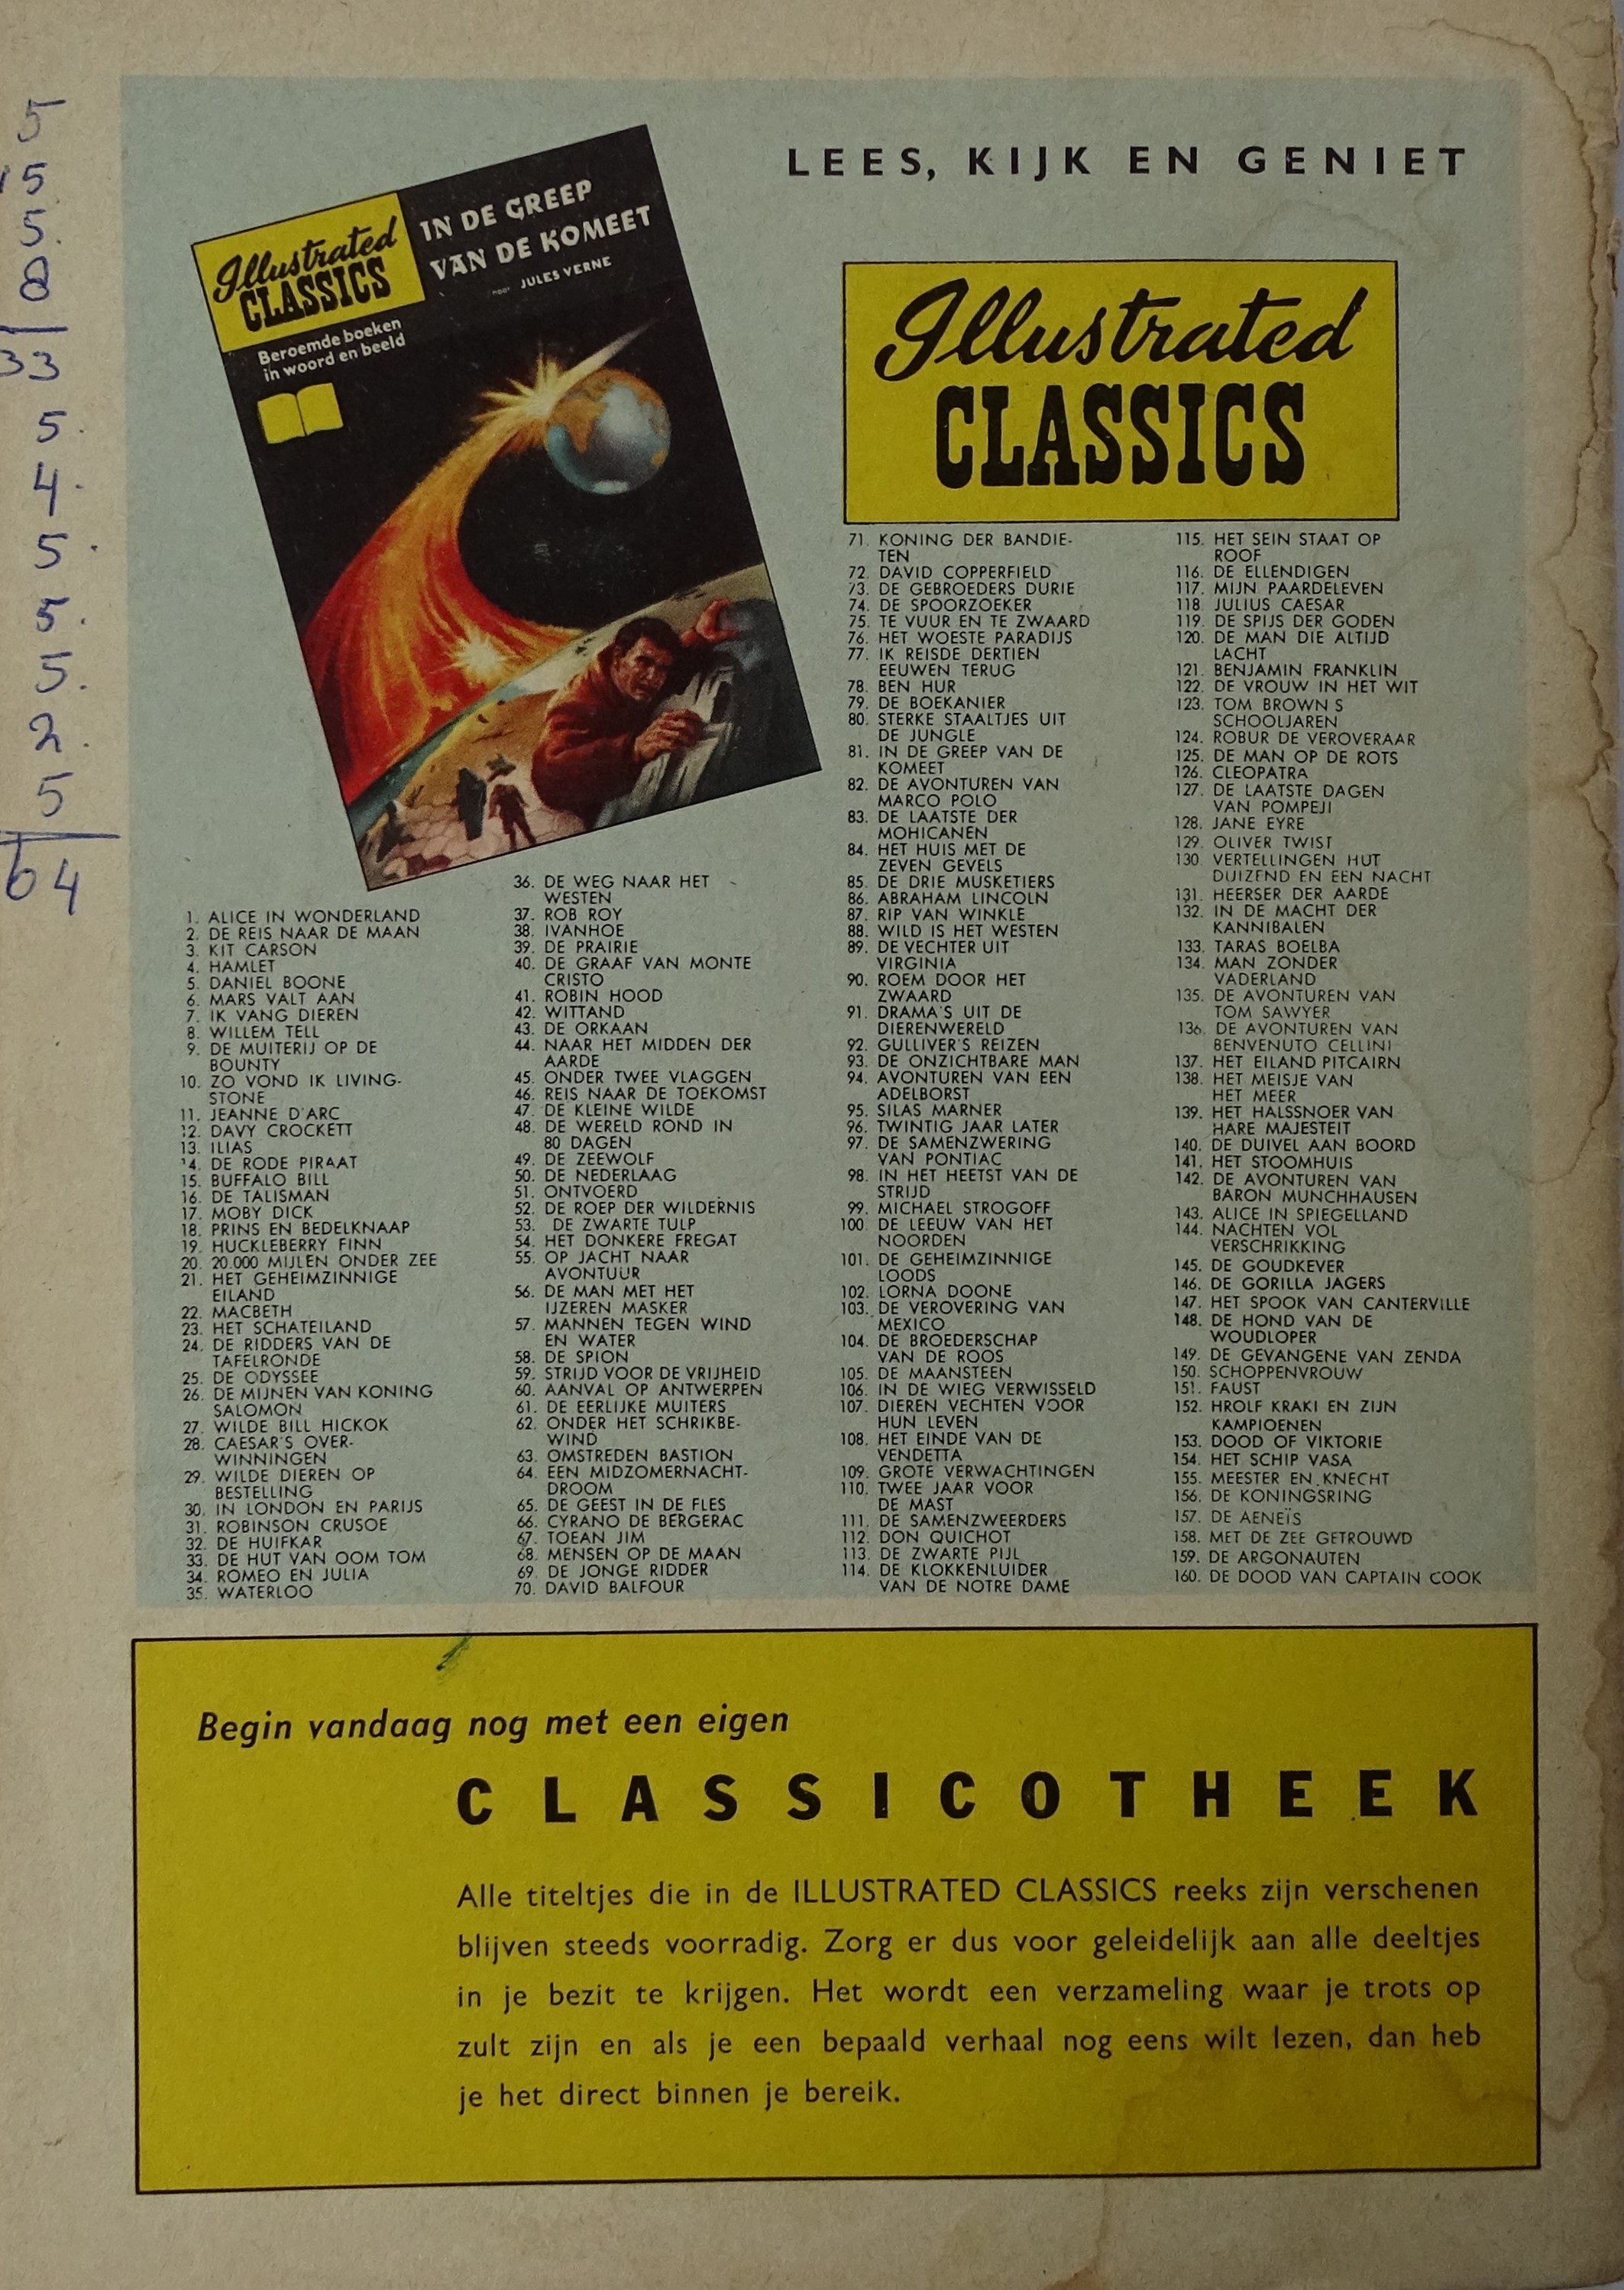 LEES, KIJK EN GENIET
Illustrated
CLASSICS
IN DE GREEP
VAN DE KOMEET
DOOR JULES VERNE
Beroemde boeken
in woord en beeld
Illustrated
CLASSICS
1. ALICE IN WONDERLAND
2. DE REIS NAAR DE MAAN
3. KIT CARSON
4. HAMLET
5. DANIEL BOONE
6. MARS VALT AAN
7. IK VANG DIEREN
8. WILLEM TELL
9. DE MUITERIJ OP DE
BOUNTY
10. ZO VOND IK LIVING-
STONE
11. JEANNE D'ARC
12. DAVY CROCKETT
13. ILIAS
14. DE RODE PIRAAT
15. BUFFALO BILL
16. DE TALISMAN
17. MOBY DICK
18. PRINS EN BEDELKNAAP
19. HUCKLEBERRY FINN
20. 20.000 MIJLEN ONDER ZEE
21. HET GEHEIMZINNIGE
EILAND
22. MACBETH
23. HET SCHATEILAND
24. DE RIDDERS VAN DE
TAFELRONDE
25. DE ODYSSEE
26. DE MIJNEN VAN KONING
SALOMON
27. WILDE BILL HICKOK
28. CAESAR'S OVER-
WINNINGEN
29. WILDE DIEREN OP
BESTELLING
30. IN LONDON EN PARIJS
31. ROBINSON CRUSOE
32. DE HUIFKAR
33. DE HUT VAN OOM TOM
34. ROMEO EN JULIA
35. WATERLOO
36. DE WEG NAAR HET
WESTEN
37. ROB ROY
38. IVANHOE
39. DE PRAIRIE
40. DE GRAAF VAN MONTE
CRISTO
41. ROBIN HOOD
42. WITTAND
43. DE ORKAAN
44. NAAR HET MIDDEN DER
AARDE
45. ONDER TWEE VLAGGEN
46. REIS NAAR DE TOEKOMST
47. DE KLEINE WILDE
48. DE WERELD ROND IN
80 DAGEN
49. DE ZEEWOLF
50. DE NEDERLAAG
51. ONTVOERD
52. DE ROEP DER WILDERNIS
53. DE ZWARTE TULP
54. HET DONKERE FREGAT
55. OP JACHT NAAR
AVONTUUR
56. DE MAN MET HET
IJZEREN MASKER
57. MANNEN TEGEN WIND
EN WATER
58. DE SPION
59. STRIJD VOOR DE VRIJHEID
60. AANVAL OP ANTWERPEN
61. DE EERLIJKE MUITERS
62. ONDER HET SCHRIKBE-
WIND
63. OMSTREDEN BASTION
64. EEN MIDZOMERNACHT-
DROOM
65. DE GEEST IN DE FLES
66. CYRANO DE BERGERAC
67. TOEAN JIM
68. MENSEN OP DE MAAN
69. DE JONGE RIDDER
70. DAVID BALFOUR
71. KONING DER BANDIE-
TEN
72. DAVID COPPERFIELD
73. DE GEBROEDERS DURIE
74. DE SPOORZOEKER
75. TE VUUR EN TE ZWAARD
76. HET WOESTE PARADIJS
77. IK REISDE DERTIEN
EEUWEN TERUG
78. BEN HUR
79. DE BOEKANIER
80. STERKE STAALTJES UIT
DE JUNGLE
81. IN DE GREEP VAN DE
KOMEET
82. DE AVONTUREN VAN
MARCO POLO
83. DE LAATSTE DER
MOHICANEN
84. HET HUIS MET DE
ZEVEN GEVELS
85. DE DRIE MUSKETIERS
86. ABRAHAM LINCOLN
87. RIP VAN WINKLE
88. WILD IS HET WESTEN
89. DE VECHTER UIT
VIRGINIA
90. ROEM DOOR HET
ZWAARD
91. DRAMA'S UIT DE
DIERENWERELD
92. GULLIVER'S REIZEN
93. DE ONZICHTBARE MAN
94. AVONTUREN VAN EEN
ADELBORST
95. SILAS MARNER
96. TWINTIG JAAR LATER
97. DE SAMENZWERING
VAN PONTIAC
98. IN HET HEETST VAN DE
STRIJD
99. MICHAEL STROGOFF
100. DE LEEUW VAN HET
NOORDEN
101. DE GEHEIMZINNIGE
LOODS
102. LORNA DOONE
103. DE VEROVERING VAN
MEXICO
104. DE BROEDERSCHAP
VAN DE ROOS
105. DE MAANSTEEN
106. IN DE WIEG VERWISSELD
107. DIEREN VECHTEN VOOR
HUN LEVEN
108. HET EINDE VAN DE
VENDETTA
109. GROTE VERWACHTINGEN
110. TWEE JAAR VOOR
DE MAST
111. DE SAMENZWEERDERS
112. DON QUICHOT
113. DE ZWARTE PIJL
114. DE KLOKKENLUIDER
VAN DE NOTRE DAME
115. HET SEIN STAAT OP
ROOF
116. DE ELLENDIGEN
117. MIJN PAARDELEVEN
118. JULIUS CAESAR
119. DE SPIJS DER GODEN
120. DE MAN DIE ALTIJD
LACHT
121. BENJAMIN FRANKLIN
122. DE VROUW IN HET WIT
123. TOM BROWN S
SCHOOLJAREN
124. ROBUR DE VEROVERAAR
125. DE MAN OP DE ROTS
126. CLEOPATRA
127. DE LAATSTE DAGEN
VAN POMPEJI
128. JANE EYRE
129. OLIVER TWIST
130. VERTELLINGEN HUT
DUIZEND EN EEN NACHT
131. HEERSER DER AARDE
132. IN DE MACHT DER
KANNIBALEN
133. TARAS BOELBA
134. MAN ZONDER
VADERLAND
135. DE AVONTUREN VAN
TOM SAWYER
136. DE AVONTUREN VAN
BENVENUTO CELLINI
137. HET EILAND PITCAIRN
138. HET MEISJE VAN
HET MEER
139. HET HALSSNOER VAN
HARE MAJESTEIT
140. DE DUIVEL AAN BOORD
141. HET STOOMHUIS
142. DE AVONTUREN VAN
BARON MUNCHHAUSEN
143. ALICE IN SPIEGELLAND
144. NACHTEN VOL
VERSCHRIKKING
145. DE GOUDKEVER
146. DE GORILLA JAGERS
147. HET SPOOK VAN CANTERVILLE
148. DE HOND VAN DE
WOUDLOPER
149. DE GEVANGENE VAN ZENDA
150. SCHOPPENVROUW
151. FAUST
152. HROLF KRAKI EN ZIJN
KAMPIOENEN
153. DOOD OF VIKTORIE
154. HET SCHIP VASA
155. MEESTER EN KNECHT
156. DE KONINGSRING
157. DE AENEÏS
158. MET DE ZEE GETROUWD
159. DE ARGONAUTEN
160. DE DOOD VAN CAPTAIN COOK
Begin vandaag nog met een eigen
CLASSICOTHEEK
Alle titeltjes die in de ILLUSTRATED CLASSICS reeks zijn verschenen
blijven steeds voorradig. Zorg er dus voor geleidelijk aan alle deeltjes
in je bezit te krijgen. Het wordt een verzameling waar je trots op
zult zijn en als je een bepaald verhaal nog eens wilt lezen, dan heb
je het direct binnen je bereik.
5
15
5.
8
33
5.
4.
5.
5.
5.
2.
5
64